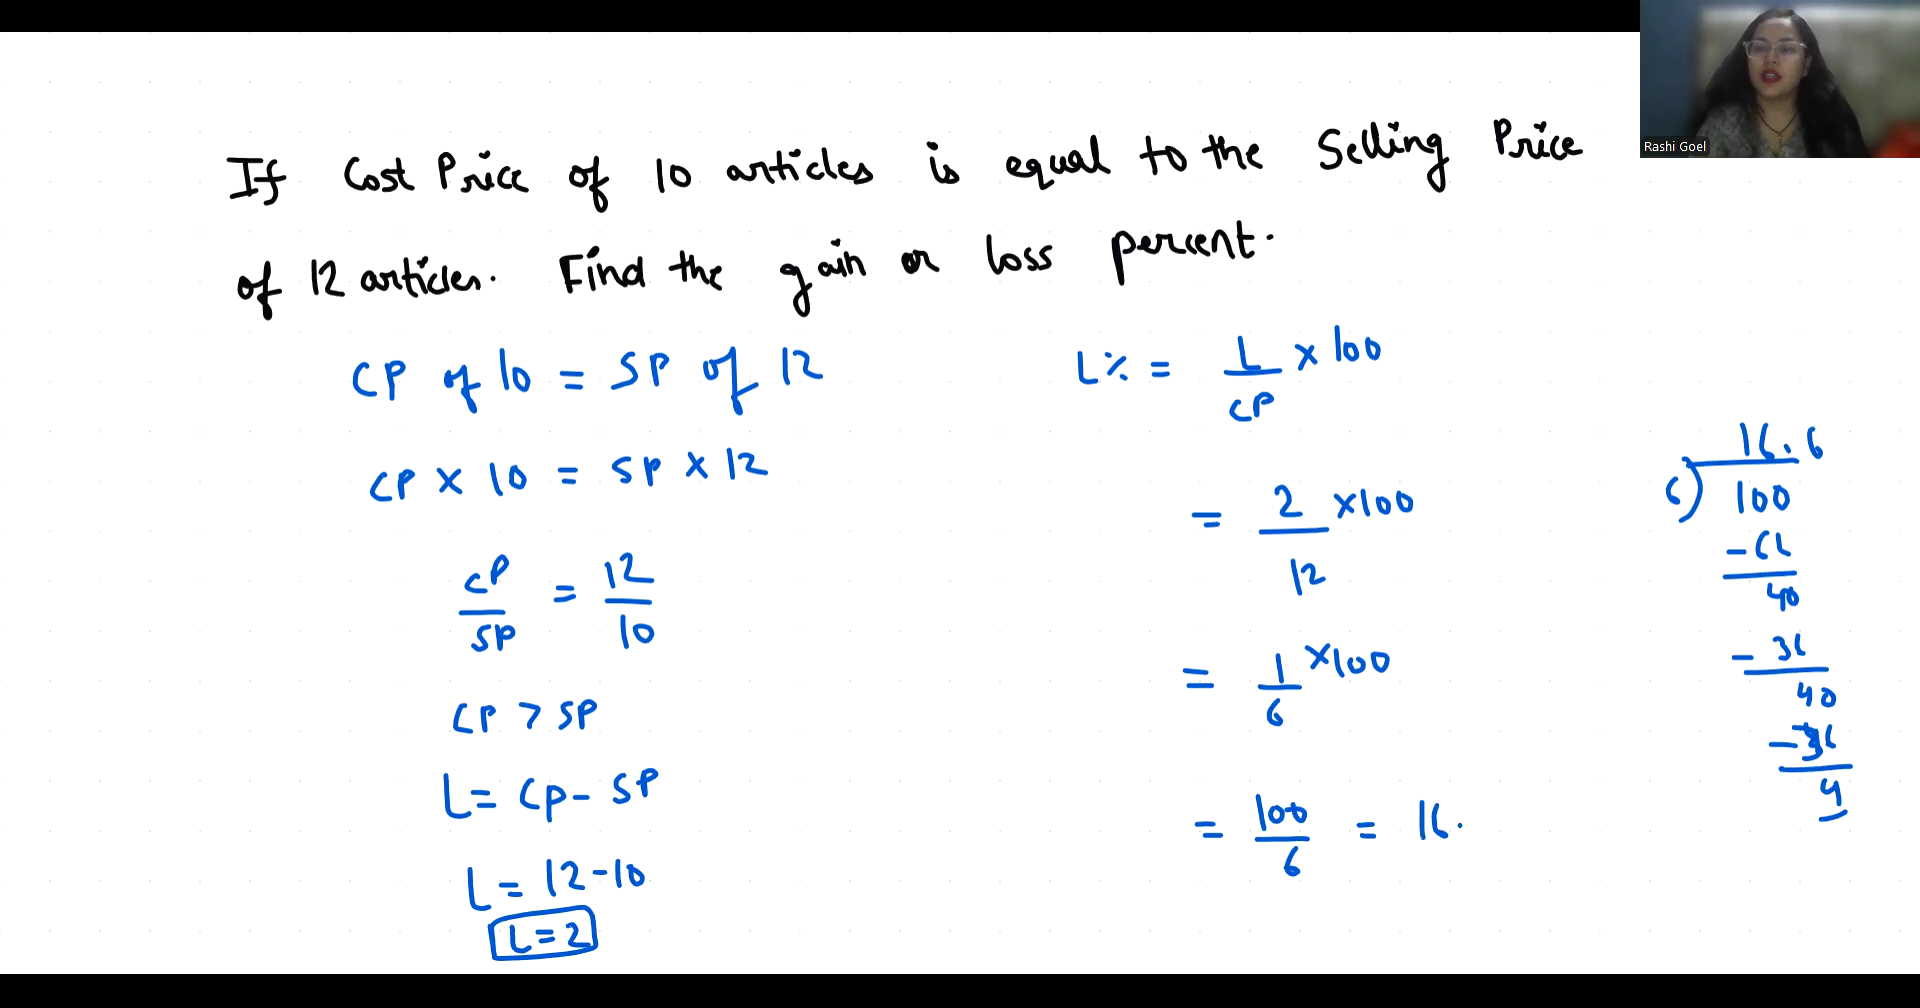 If Cost Price of 10 articles is equal to the Selling Price
of 12 articles. Find the gain or loss percent.
CP of 10 = SP of 12
CP × 10 = SP × 12
CP/SP = 12/10
CP > SP
L = CP - SP
L = 12 - 10
L = 2
L% = L/CP × 100
= 2/12 × 100
= 1/6 × 100
= 100/6 = 16.
16.6
6) 100
- 66
40
- 36
40
- 36
4
Rashi Goel